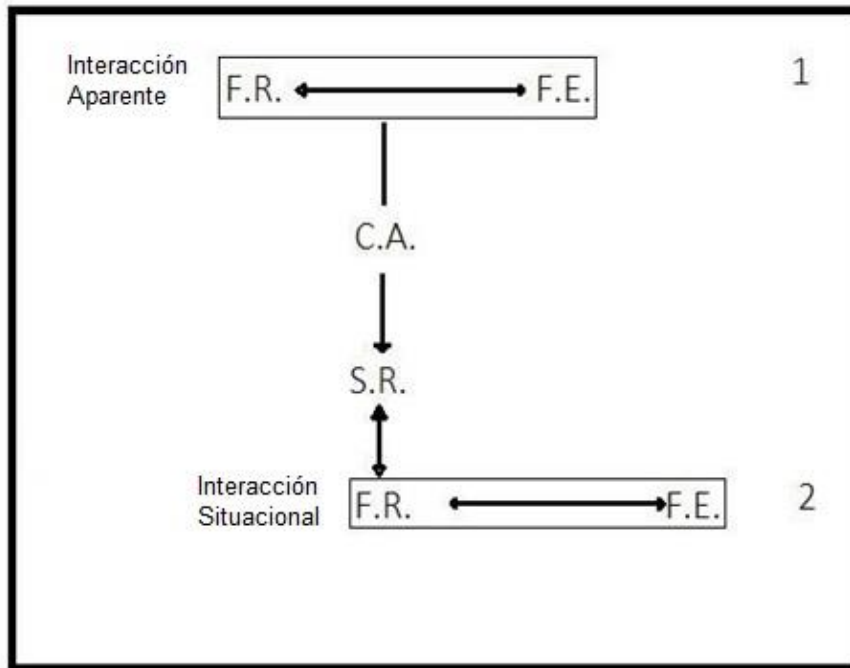 Interacción
Aparente
F.R. F.E.
1
C.A.
S.R.
Interacción
Situacional
F.R. F.E.
2